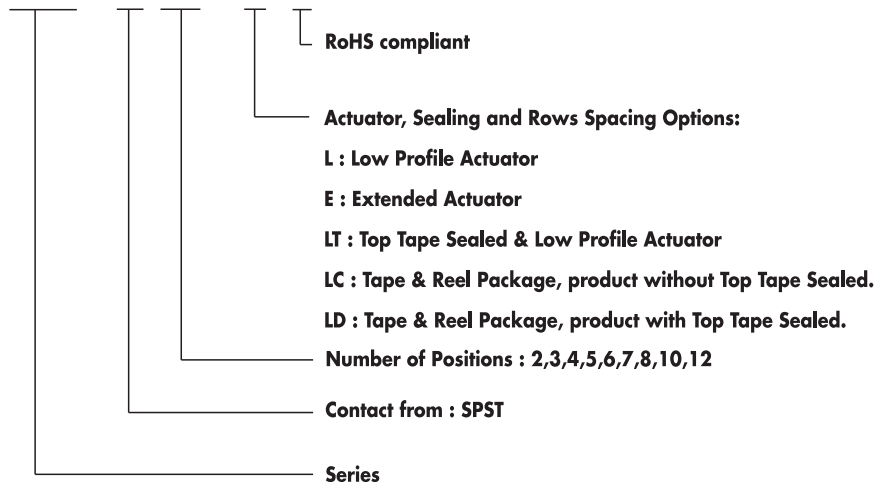 RoHS compliant
Actuator, Sealing and Rows Spacing Options:
L : Low Profile Actuator
E : Extended Actuator
LT : Top Tape Sealed & Low Profile Actuator
LC : Tape & Reel Package, product without Top Tape Sealed.
LD : Tape & Reel Package, product with Top Tape Sealed.
Number of Positions : 2,3,4,5,6,7,8,10,12
Contact from : SPST
Series